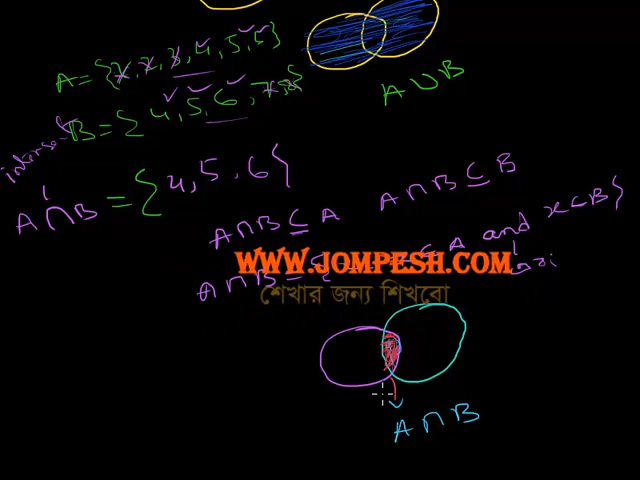 A = {1, 2, 3, 4, 5, 6}
A ∪ B
B = {4, 5, 6, 7, 8}
A ∩ B = {4, 5, 6}
A ∩ B ⊆ A A ∩ B ⊆ B
A ∩ B = { A and x ∈ B}
WWW.JOMPESH.COM
শেখার জন্য শিখবো
A ∩ B